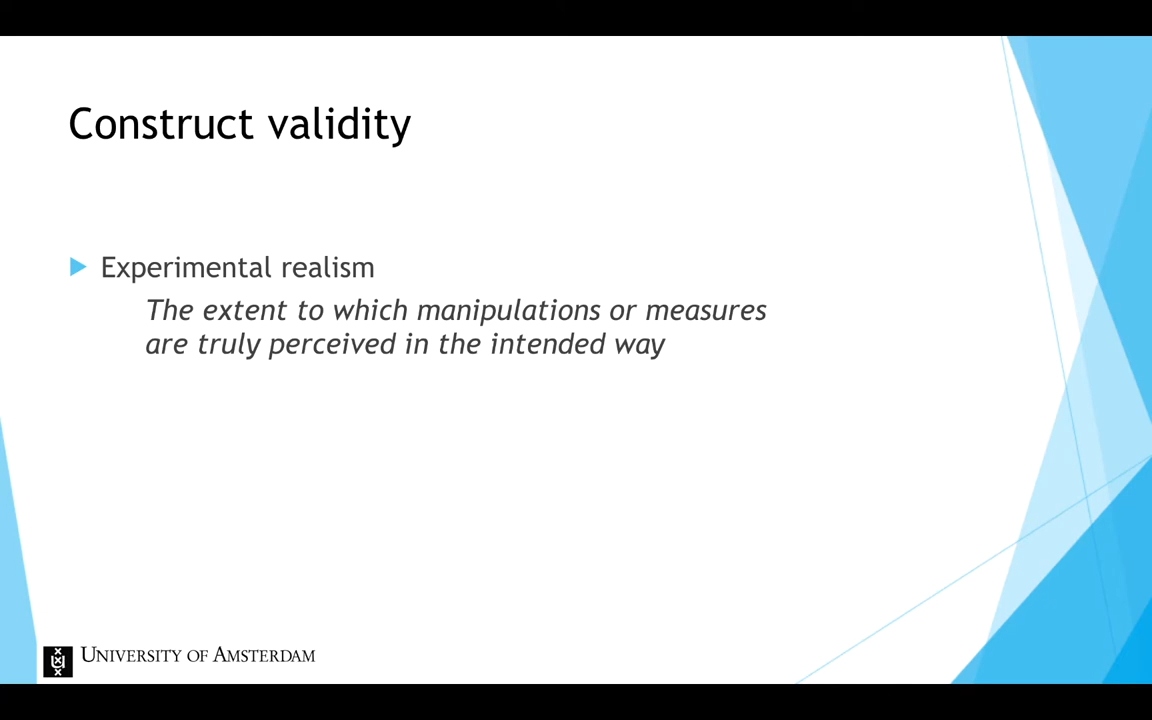 Construct validity
Experimental realism
The extent to which manipulations or measures
are truly perceived in the intended way
UNIVERSITY OF AMSTERDAM